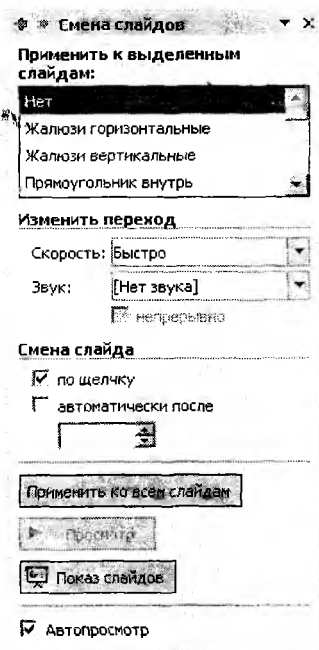 Смена слайдов
Применить к выделенным
слайдам:
Нет
Жалюзи горизонтальные
Жалюзи вертикальные
Прямоугольник внутрь
Изменить переход
Скорость: Быстро
Звук: [Нет звука]
непрерывно
Смена слайда
по щелчку
автоматически после
Применить ко всем слайдам
Просмотр
Показ слайдов
Автопросмотр